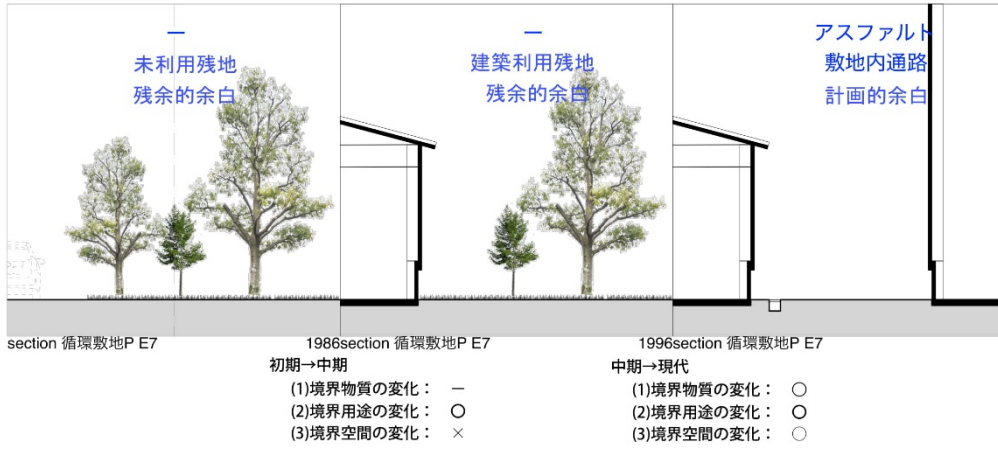 —
未利用残地
残余的余白
—
建築利用残地
残余的余白
アスファルト
敷地内通路
計画的余白
section 循環敷地P E7
1986section 循環敷地P E7
1996section 循環敷地P E7
初期→中期
(1)境界物質の変化： —
(2)境界用途の変化： ○
(3)境界空間の変化： ×
中期→現代
(1)境界物質の変化： ○
(2)境界用途の変化： ○
(3)境界空間の変化： ○